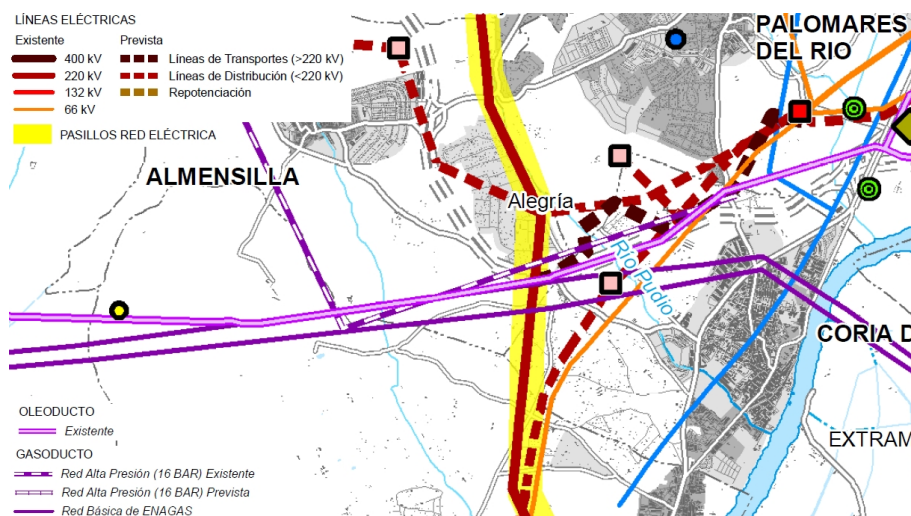 LÍNEAS ELÉCTRICAS
Existente
Prevista
400 kV
Líneas de Transportes (>220 kV)
220 kV
Líneas de Distribución (<220 kV)
132 kV
Repotenciación
66 kV
PASILLOS RED ELÉCTRICA
PALOMARES
DEL RIO
ALMENSILLA
Alegría
Rio Pudio
CORIA D
EXTRAM
OLEODUCTO
Existente
GASODUCTO
Red Alta Presión (16 BAR) Existente
Red Alta Presión (16 BAR) Prevista
Red Básica de ENAGAS